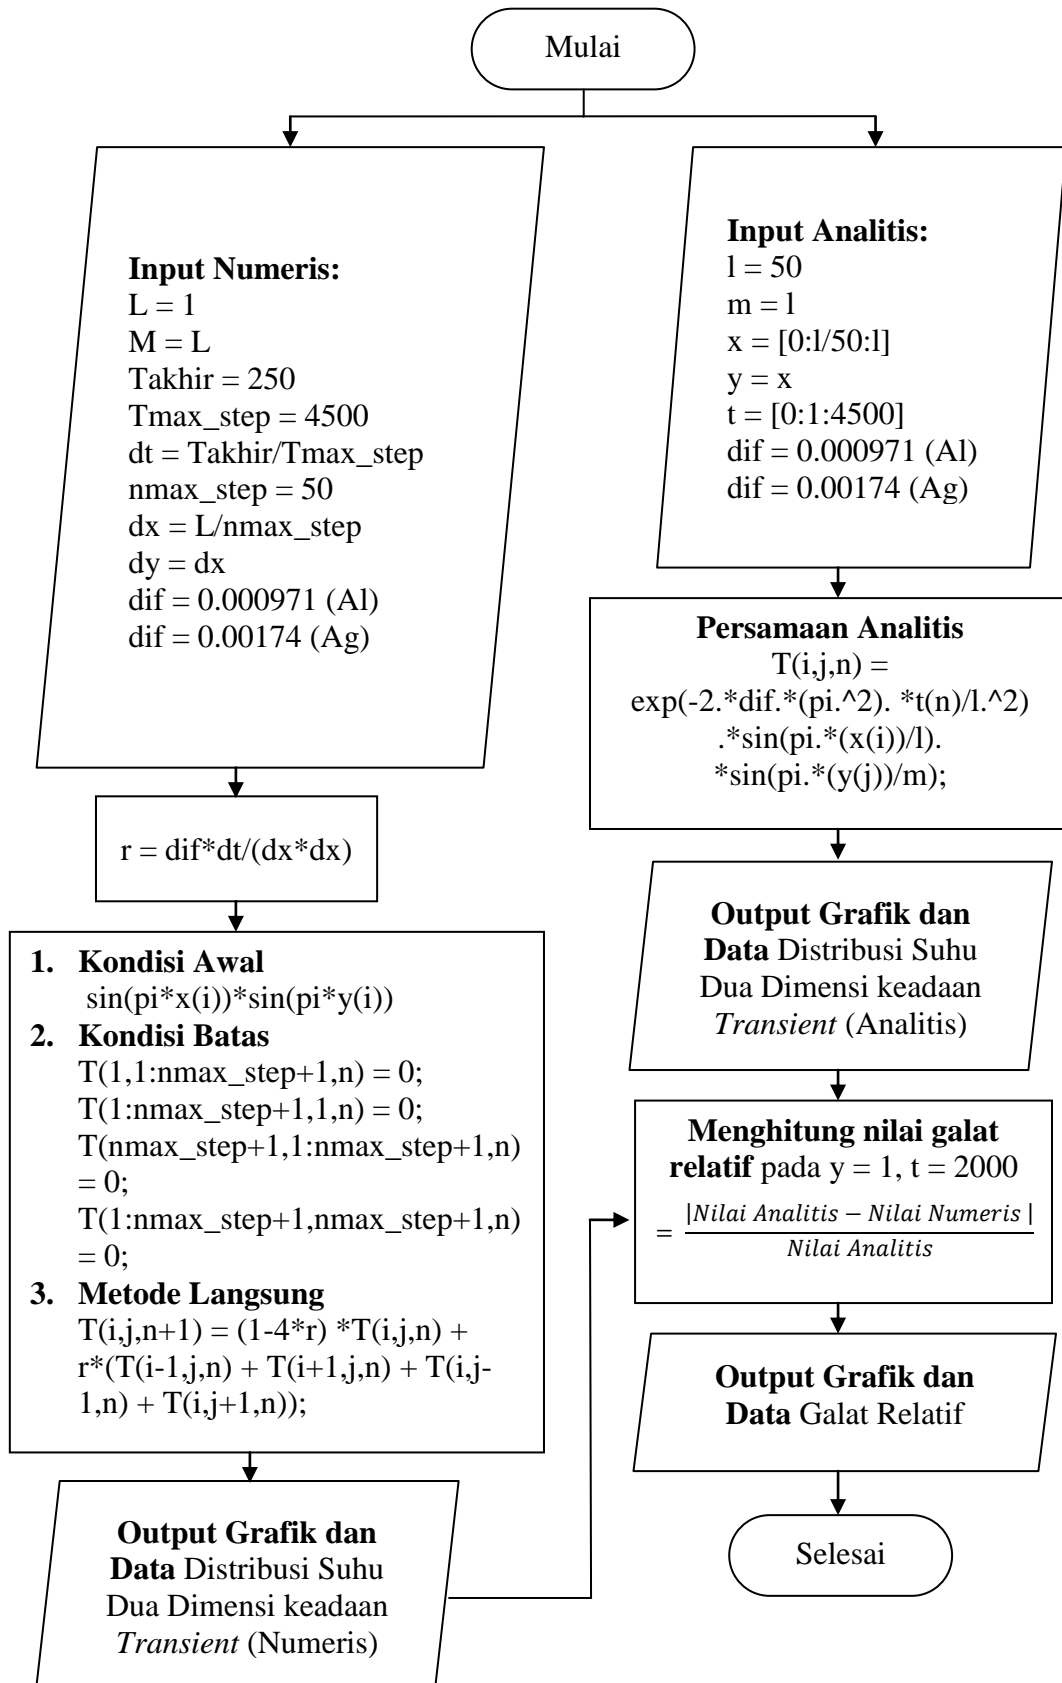 Mulai
Input Numeris:
L = 1
M = L
Takhir = 250
Tmax_step = 4500
dt = Takhir/Tmax_step
nmax_step = 50
dx = L/nmax_step
dy = dx
dif = 0.000971 (Al)
dif = 0.00174 (Ag)
r = dif*dt/(dx*dx)
1. Kondisi Awal
sin(pi*x(i))*sin(pi*y(i))
2. Kondisi Batas
T(1,1:nmax_step+1,n) = 0;
T(1:nmax_step+1,1,n) = 0;
T(nmax_step+1,1:nmax_step+1,n)
= 0;
T(1:nmax_step+1,nmax_step+1,n)
= 0;
3. Metode Langsung
T(i,j,n+1) = (1-4*r) *T(i,j,n) +
r*(T(i-1,j,n) + T(i+1,j,n) + T(i,j-
1,n) + T(i,j+1,n));
Output Grafik dan
Data Distribusi Suhu
Dua Dimensi keadaan
Transient (Numeris)
Input Analitis:
l = 50
m = l
x = [0:l/50:l]
y = x
t = [0:1:4500]
dif = 0.000971 (Al)
dif = 0.00174 (Ag)
Persamaan Analitis
T(i,j,n) =
exp(-2.*dif.*(pi.^2). *t(n)/l.^2)
.*sin(pi.*(x(i))/l).
*sin(pi.*(y(j))/m);
Output Grafik dan
Data Distribusi Suhu
Dua Dimensi keadaan
Transient (Analitis)
Menghitung nilai galat
relatif pada y = 1, t = 2000
= |Nilai Analitis − Nilai Numeris |
Nilai Analitis
Output Grafik dan
Data Galat Relatif
Selesai